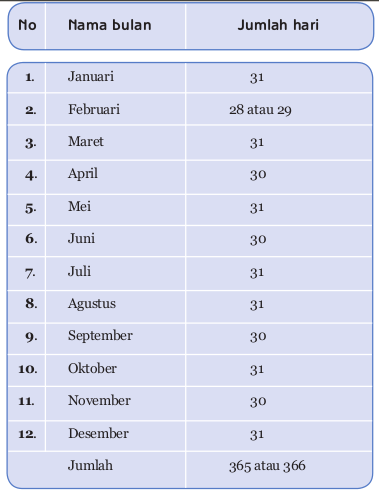 No Nama bulan Jumlah hari
1. Januari 31
2. Februari 28 atau 29
3. Maret 31
4. April 30
5. Mei 31
6. Juni 30
7. Juli 31
8. Agustus 31
9. September 30
10. Oktober 31
11. November 30
12. Desember 31
Jumlah 365 atau 366